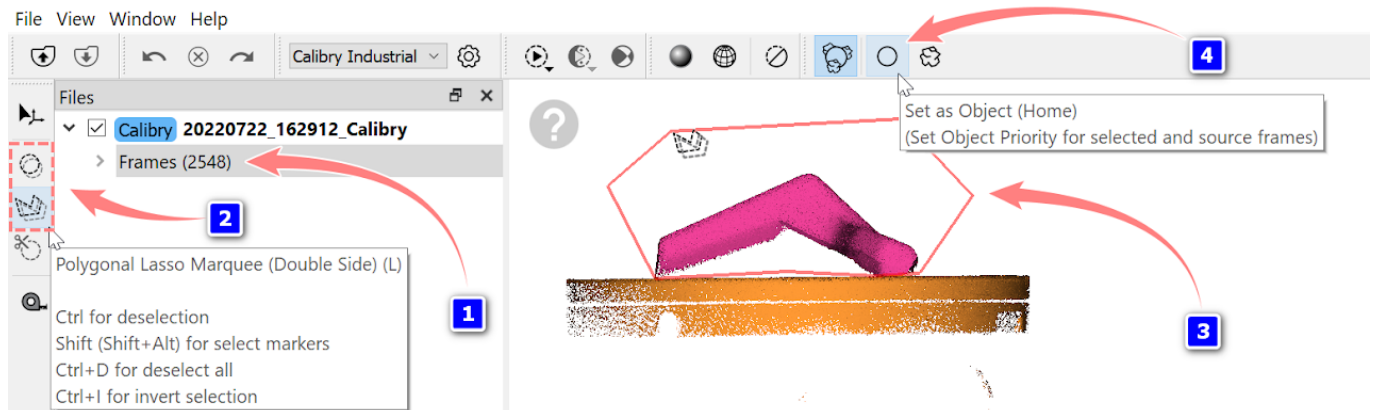 File View Window Help
Calibry Industrial
4
Files
Set as Object (Home)
(Set Object Priority for selected and source frames)
Calibry 20220722_162912_Calibry
?
Frames (2548)
2
Polygonal Lasso Marquee (Double Side) (L)
Ctrl for deselection
Shift (Shift+Alt) for select markers
Ctrl+D for deselect all
Ctrl+I for invert selection
1
3